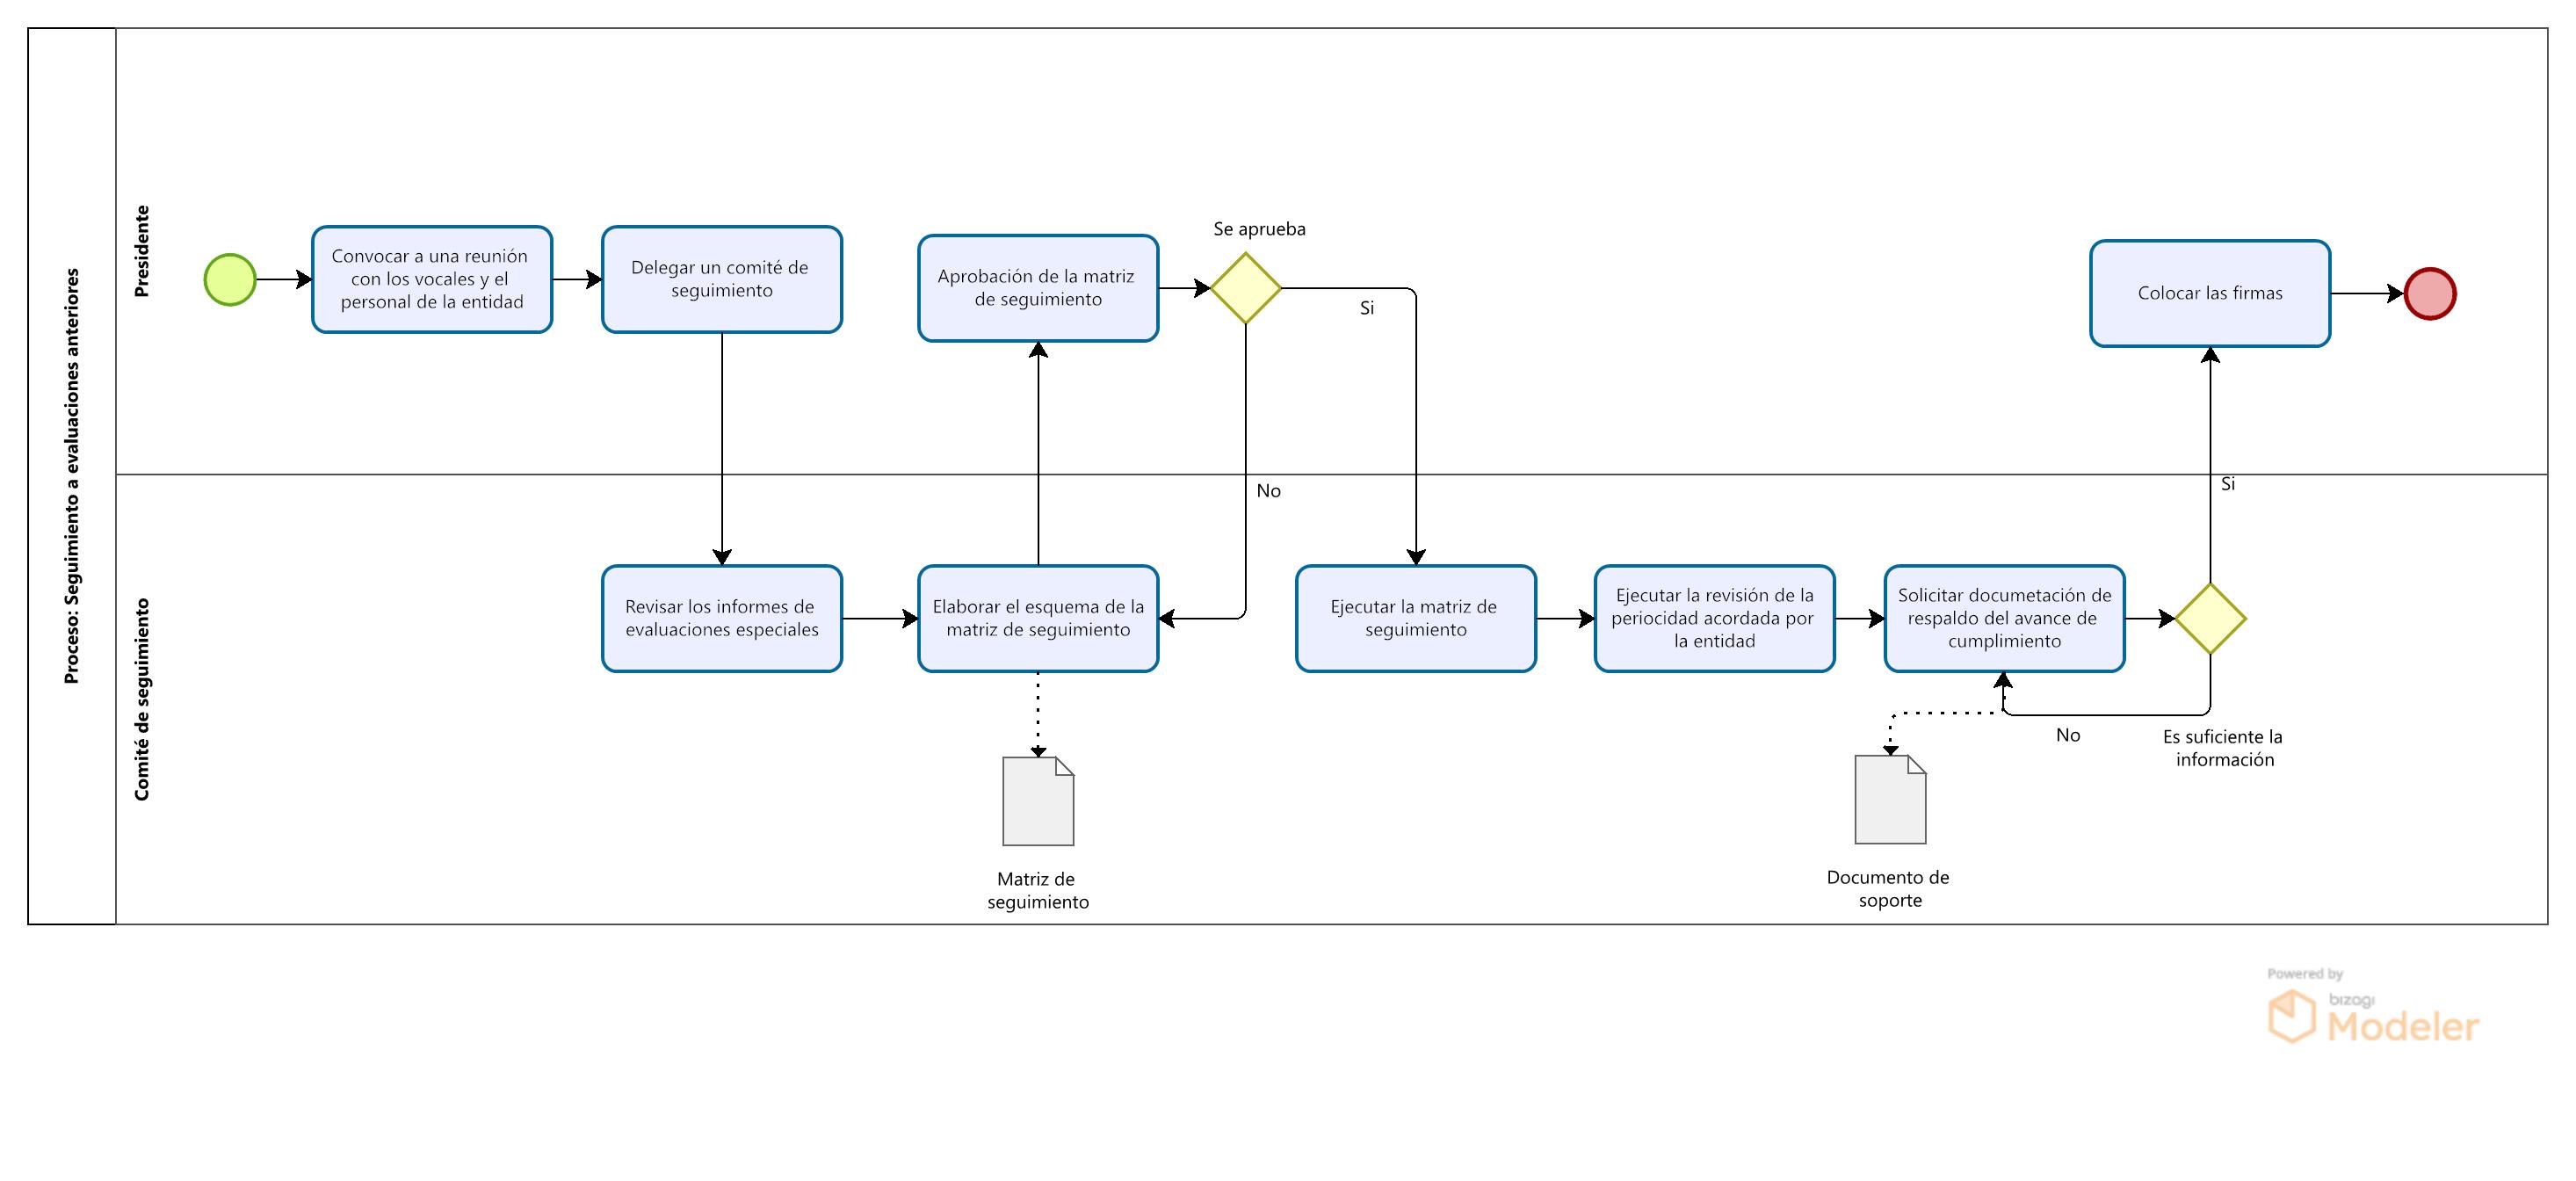 Proceso: Seguimiento a evaluaciones anteriores
Presidente
Convocar a una reunión
con los vocales y el
personal de la entidad
Delegar un comité de
seguimiento
Aprobación de la matriz
de seguimiento
Se aprueba
Si
No
Colocar las firmas
Comité de seguimiento
Revisar los informes de
evaluaciones especiales
Elaborar el esquema de la
matriz de seguimiento
Matriz de
seguimiento
Ejecutar la matriz de
seguimiento
Ejecutar la revisión de la
periocidad acordada por
la entidad
Solicitar documetación de
respaldo del avance de
cumplimiento
Documento de
soporte
Si
No
Es suficiente la
información
Powered by
bizagi
Modeler